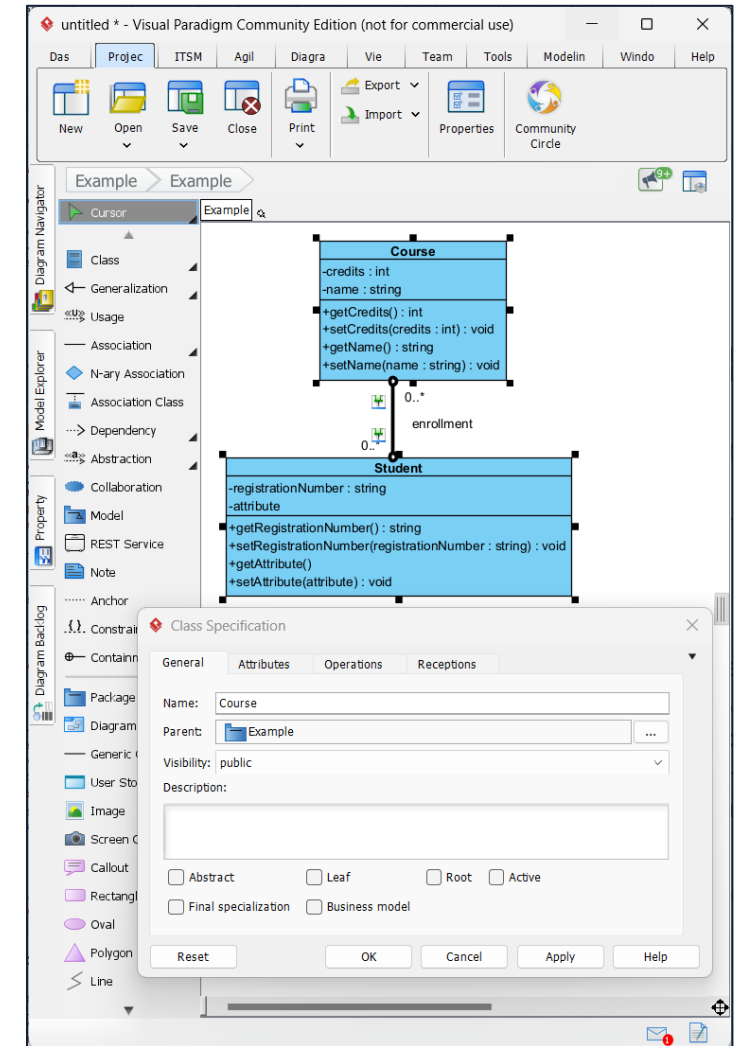 untitled * - Visual Paradigm Community Edition (not for commercial use)
Das Projec ITSM Agil Diagra Vie Team Tools Modelin Windo Help
New Open Save Close Print Export Import Properties Community Circle
Example Example 9+
Diagram Navigator
Model Explorer
Property
Diagram Backlog
Cursor
Class
Generalization
«U» Usage
Association
N-ary Association
Association Class
Dependency
«a» Abstraction
Collaboration
Model
REST Service
Note
Anchor
.{}. Constrai
Containn
Package
Diagram
Generic
User Sto
Image
Screen C
Callout
Rectangl
Oval
Polygon
Line
Example
Course
-credits : int
-name : string
+getCredits() : int
+setCredits(credits : int) : void
+getName() : string
+setName(name : string) : void
0..*
enrollment
0..*
Student
-registrationNumber : string
-attribute
+getRegistrationNumber() : string
+setRegistrationNumber(registrationNumber : string) : void
+getAttribute()
+setAttribute(attribute) : void
Class Specification
General Attributes Operations Receptions
Name: Course
Parent: Example ...
Visibility: public
Description:
Abstract Leaf Root Active
Final specialization Business model
Reset OK Cancel Apply Help
1